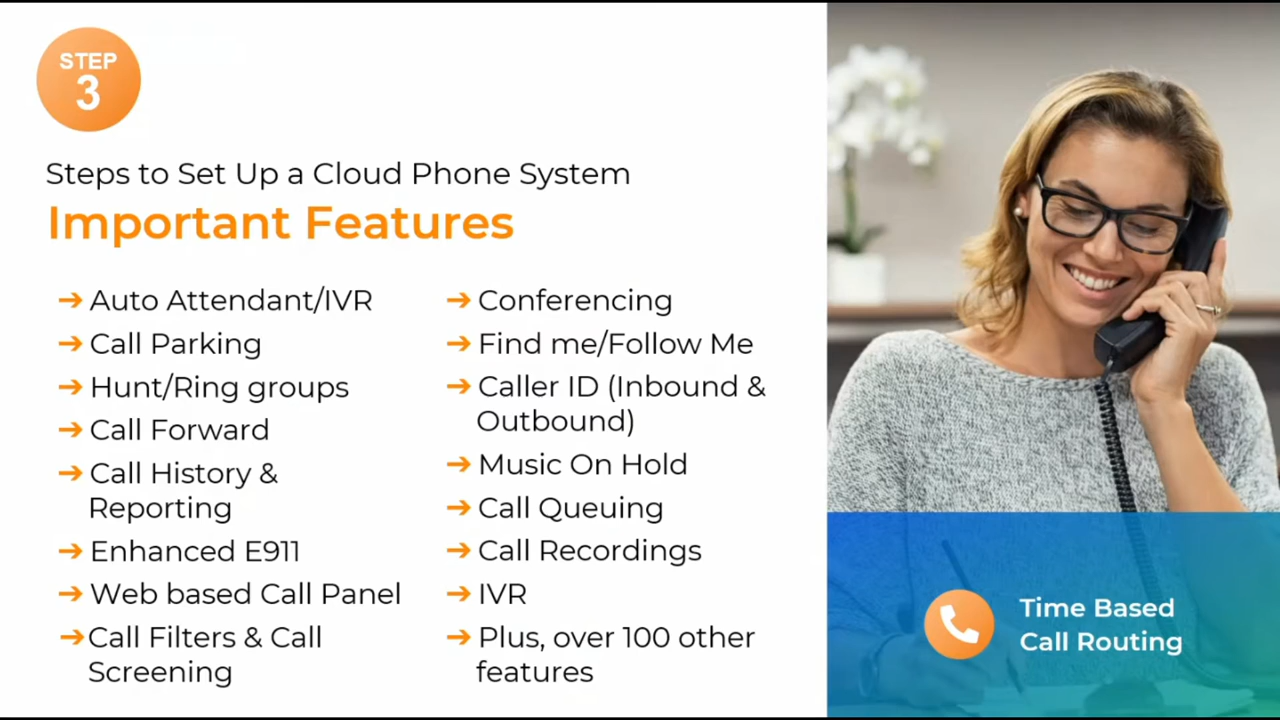 STEP
3
Steps to Set Up a Cloud Phone System
Important Features
➔ Auto Attendant/IVR
➔ Call Parking
➔ Hunt/Ring groups
➔ Call Forward
➔ Call History &
Reporting
➔ Enhanced E911
➔ Web based Call Panel
➔ Call Filters & Call
Screening
➔ Conferencing
➔ Find me/Follow Me
➔ Caller ID (Inbound &
Outbound)
➔ Music On Hold
➔ Call Queuing
➔ Call Recordings
➔ IVR
➔ Plus, over 100 other
features
Time Based
Call Routing